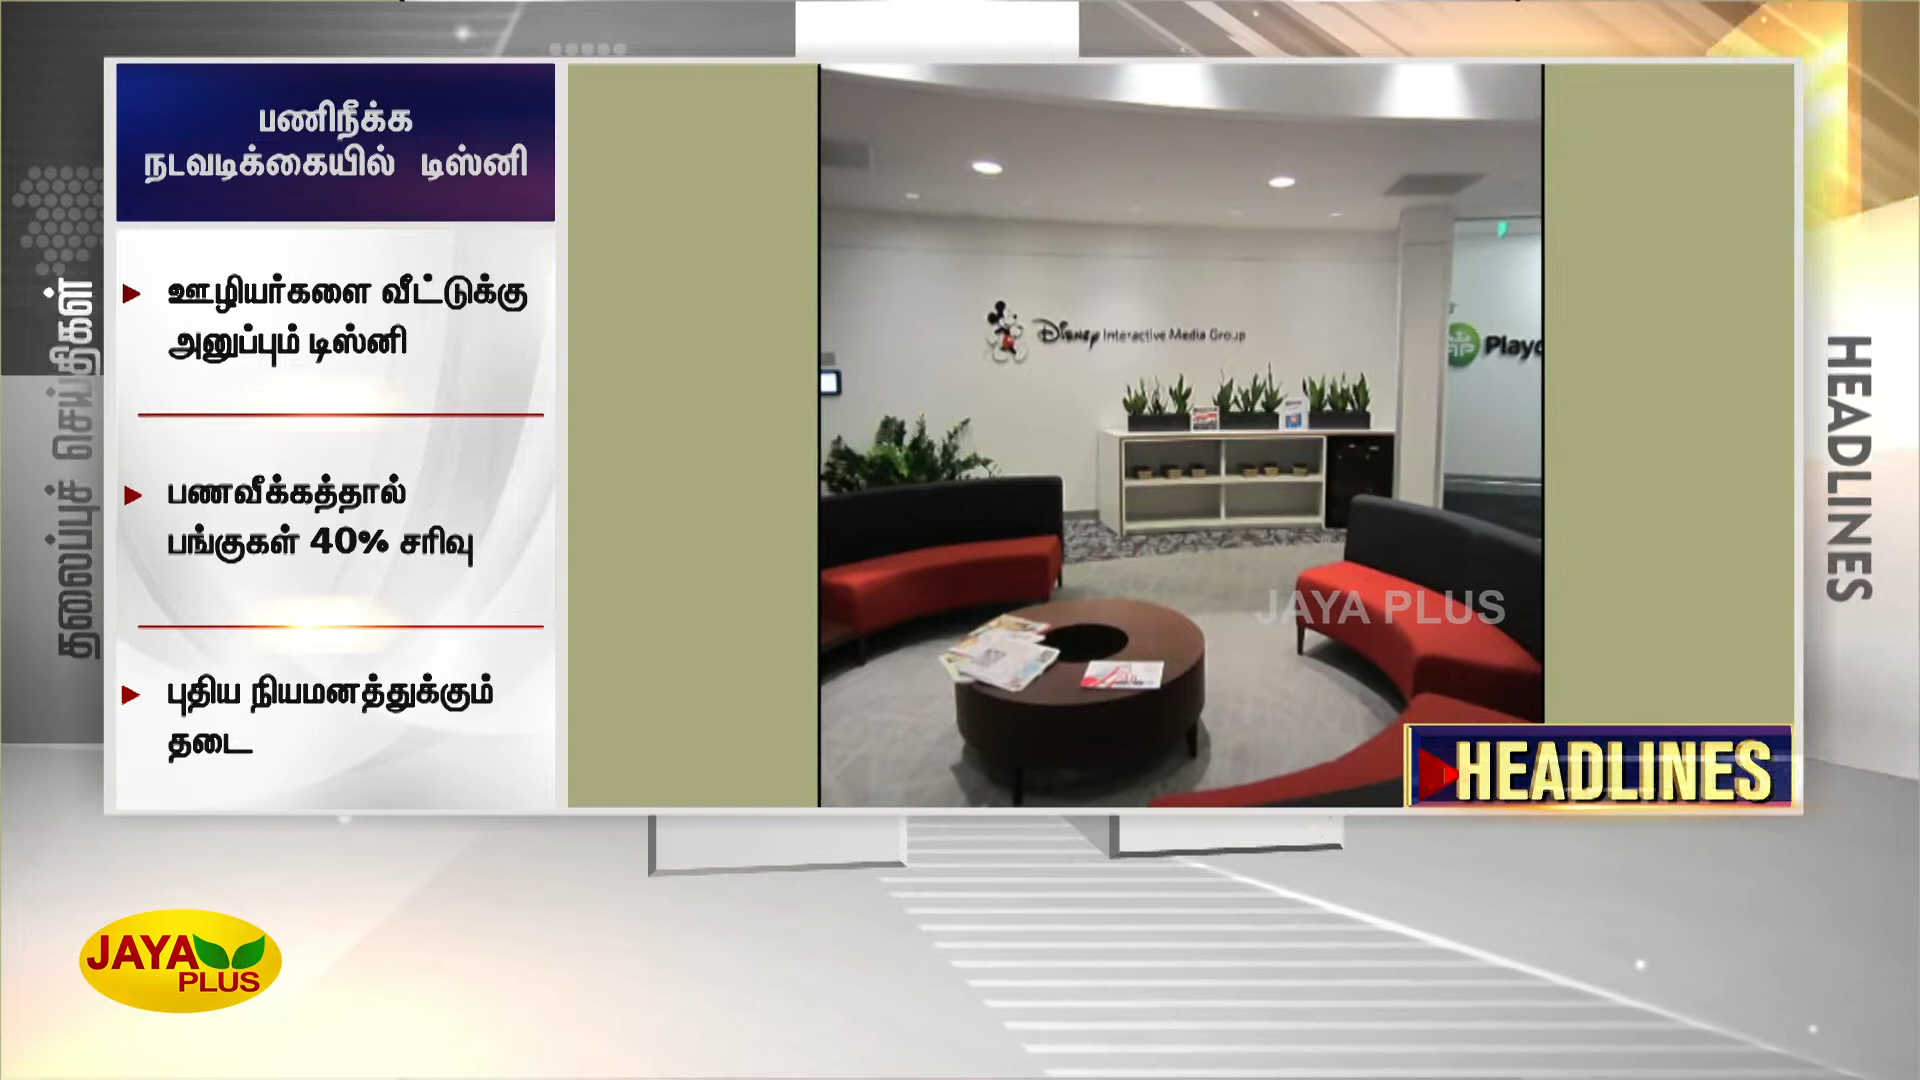 பணிநீக்க
நடவடிக்கையில் டிஸ்னி
ஊழியர்களை வீட்டுக்கு
அனுப்பும் டிஸ்னி
பணவீக்கத்தால்
பங்குகள் 40% சரிவு
புதிய நியமனத்துக்கும்
தடை
தலைப்புச் செய்திகள்
Disney Interactive Media Group
JAYA PLUS
HEADLINES
HEADLINES
JAYA
PLUS